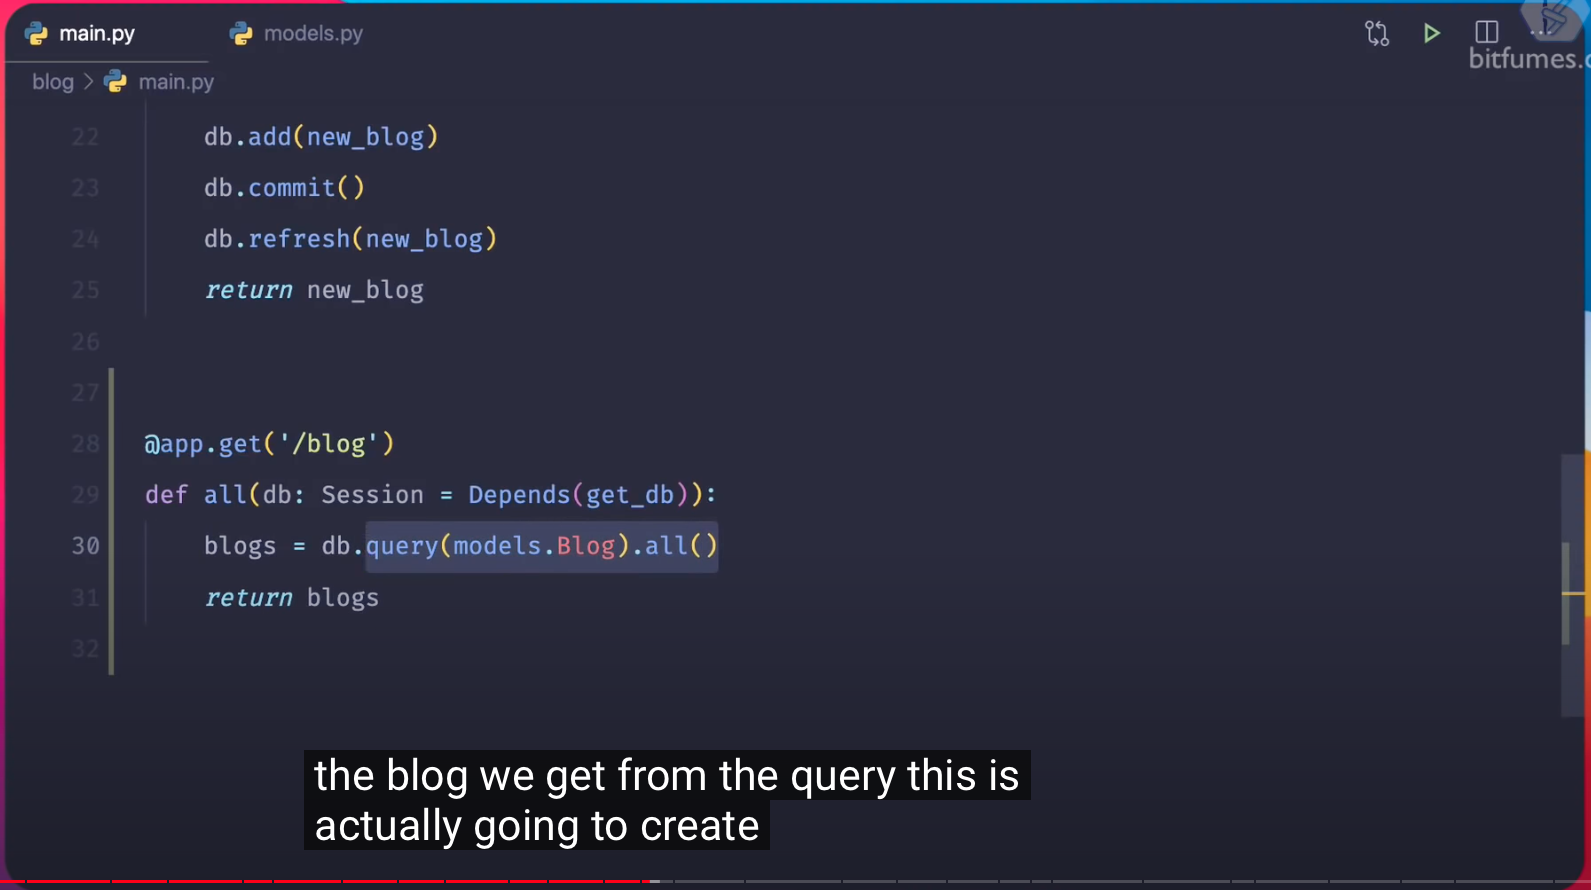 main.py models.py
bitfumes.c
blog > main.py
22 db.add(new_blog)
23 db.commit()
24 db.refresh(new_blog)
25 return new_blog
26
27
28 @app.get('/blog')
29 def all(db: Session = Depends(get_db)):
30 blogs = db.query(models.Blog).all()
31 return blogs
32
the blog we get from the query this is
actually going to create